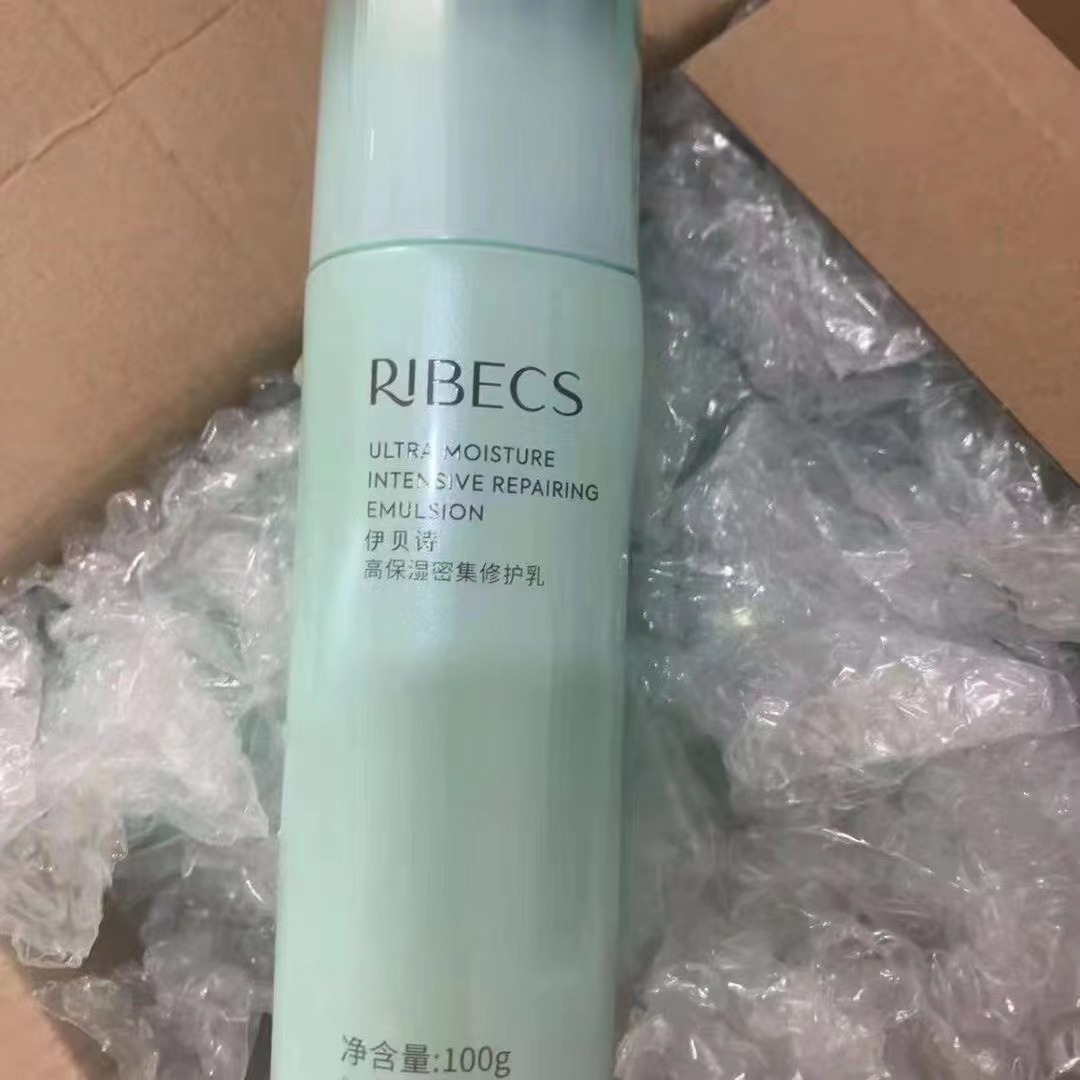 RIBECS
ULTRA MOISTURE
INTENSIVE REPAIRING
EMULSION
伊贝诗
高保湿密集修护乳
净含量:100g